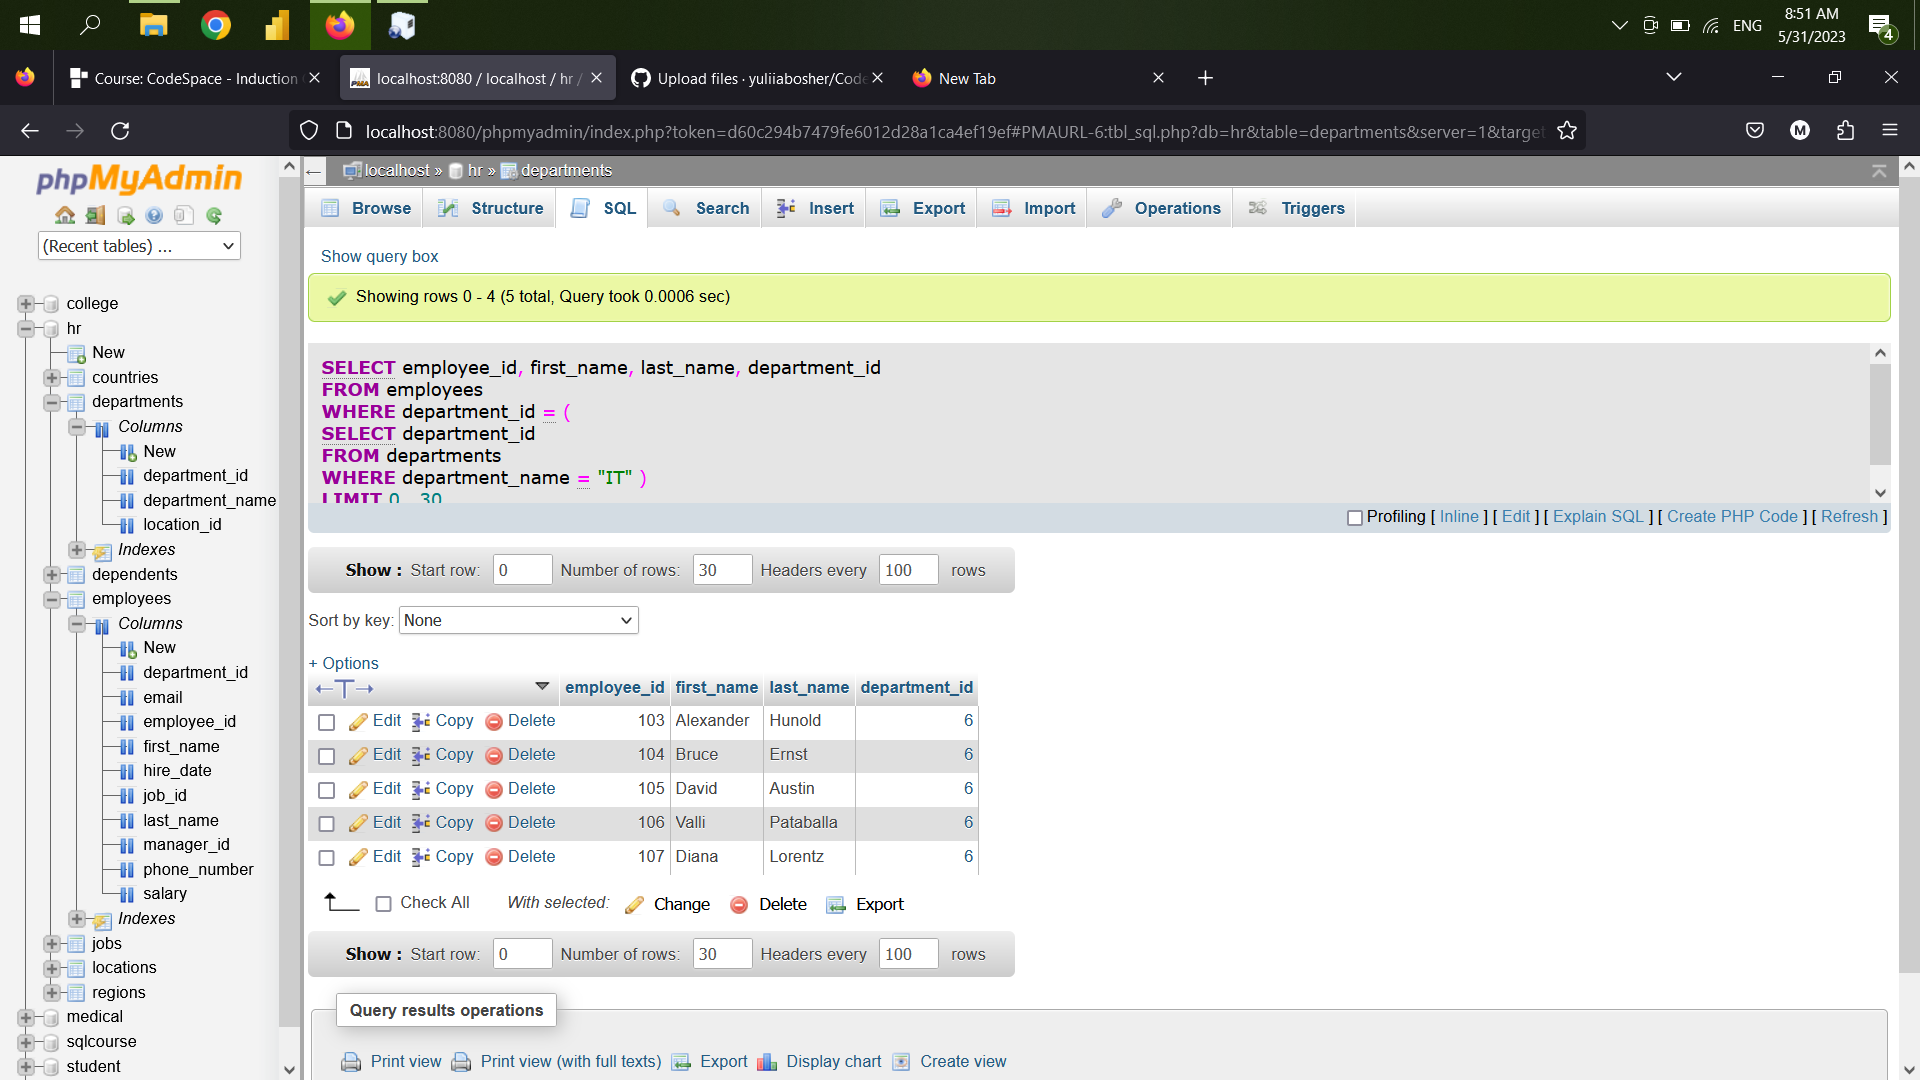 ENG
8:51 AM
5/31/2023
4
Course: CodeSpace - Induction
localhost:8080 / localhost / hr /
Upload files · yuliiabosher/Code
New Tab
localhost:8080/phpmyadmin/index.php?token=d60c294b7479fe6012d28a1ca4ef19ef#PMAURL-6:tbl_sql.php?db=hr&table=departments&server=1&target
M
phpMyAdmin
(Recent tables) ...
college
hr
New
countries
departments
Columns
New
department_id
department_name
location_id
Indexes
dependents
employees
Columns
New
department_id
email
employee_id
first_name
hire_date
job_id
last_name
manager_id
phone_number
salary
Indexes
jobs
locations
regions
medical
sqlcourse
student
localhost » hr » departments
Browse Structure SQL Search Insert Export Import Operations Triggers
Show query box
Showing rows 0 - 4 (5 total, Query took 0.0006 sec)
SELECT employee_id, first_name, last_name, department_id
FROM employees
WHERE department_id = (
SELECT department_id
FROM departments
WHERE department_name = "IT" )
LIMIT 0 , 30
Profiling [ Inline ] [ Edit ] [ Explain SQL ] [ Create PHP Code ] [ Refresh ]
Show : Start row: 0 Number of rows: 30 Headers every 100 rows
Sort by key: None
+ Options
employee_id first_name last_name department_id
Edit Copy Delete 103 Alexander Hunold 6
Edit Copy Delete 104 Bruce Ernst 6
Edit Copy Delete 105 David Austin 6
Edit Copy Delete 106 Valli Pataballa 6
Edit Copy Delete 107 Diana Lorentz 6
Check All With selected: Change Delete Export
Show : Start row: 0 Number of rows: 30 Headers every 100 rows
Query results operations
Print view Print view (with full texts) Export Display chart Create view